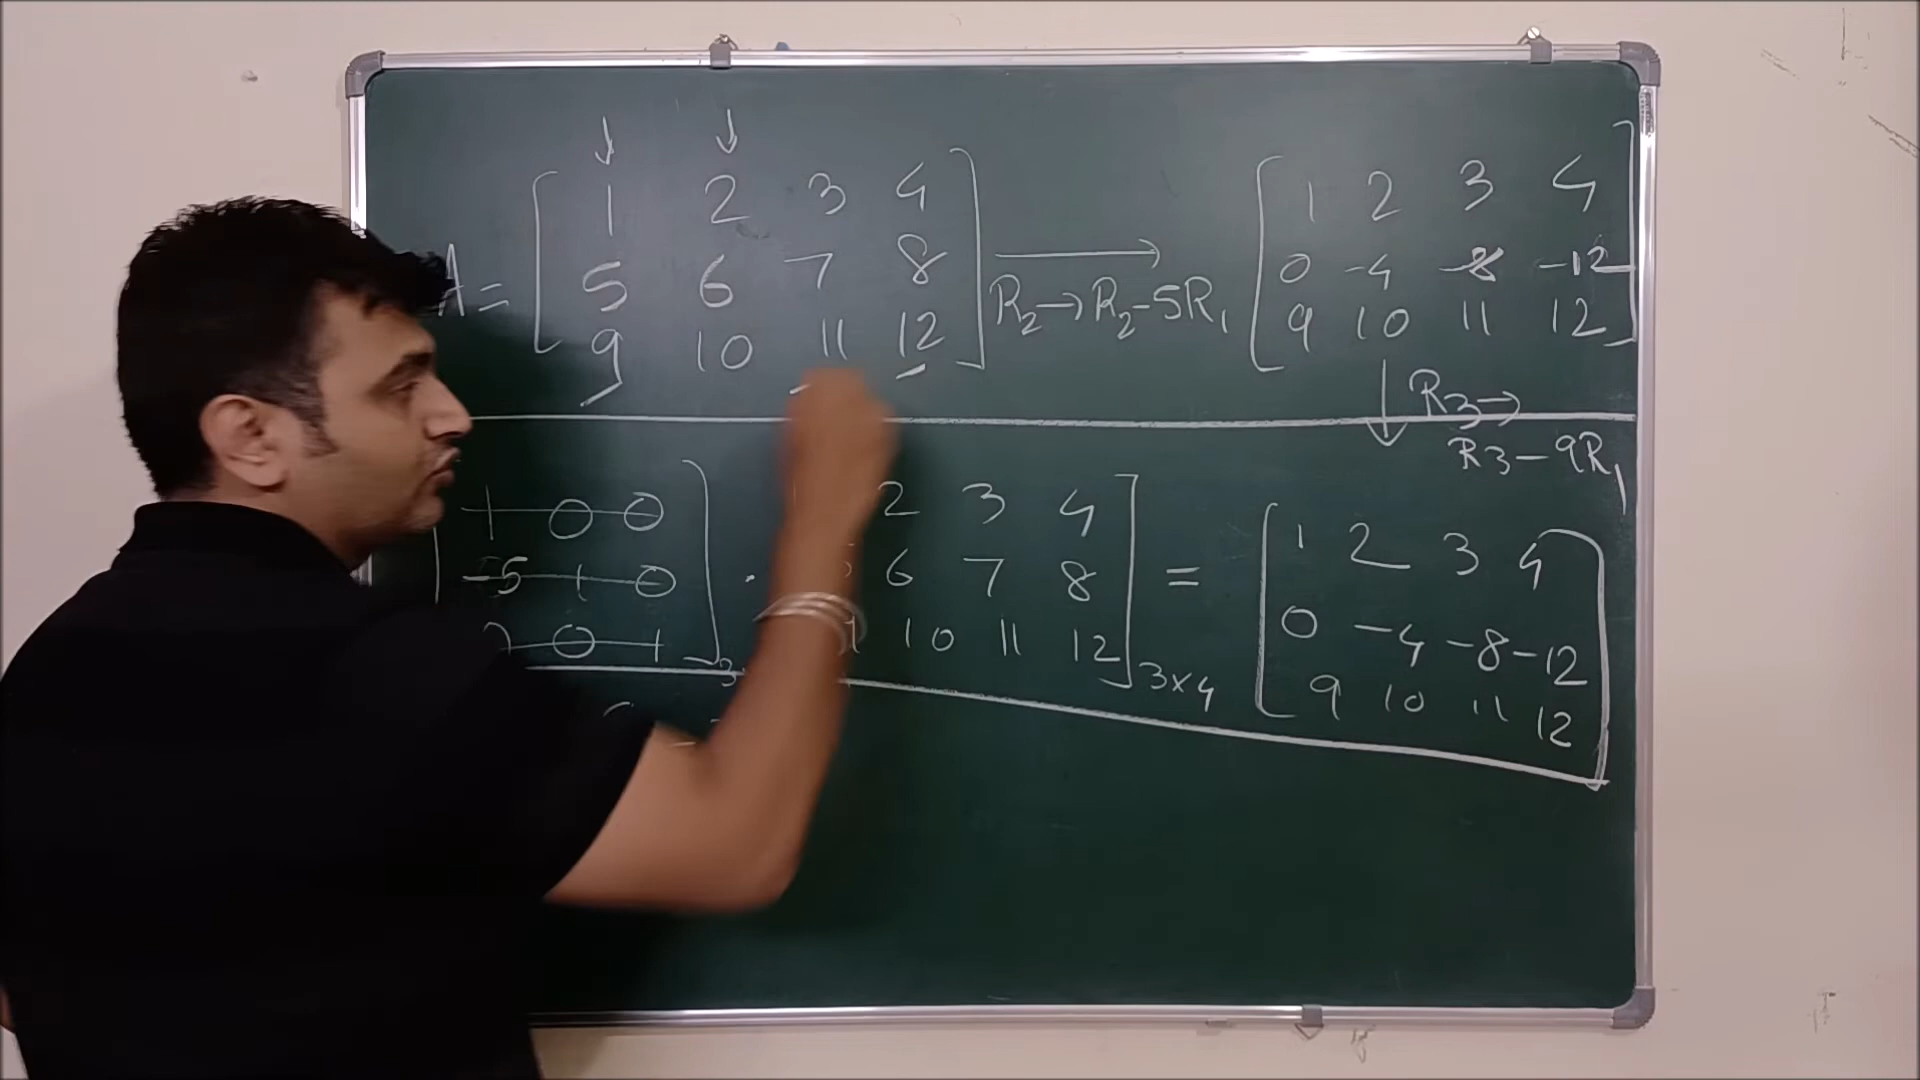 1 2 3 4
A = 5 6 7 8
9 10 11 12
R2 → R2 - 5R1
1 2 3 4
0 -4 -8 -12
9 10 11 12
R3 →
R3 - 9R1
1 0 0
-5 1 0
0 1
. 2 3 4
6 7 8
10 11 12
3x4
=
1 2 3 4
0 -4 -8 -12
9 10 11 12